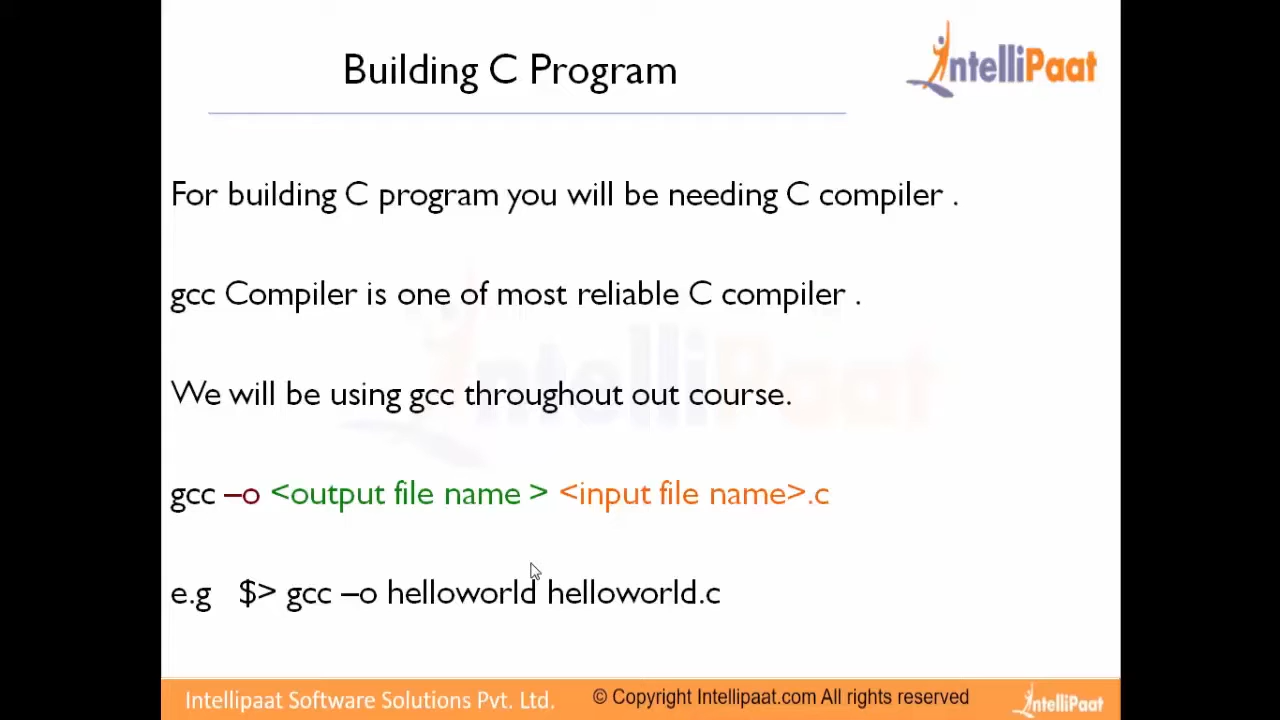 Building C Program
IntelliPaat
For building C program you will be needing C compiler .
gcc Compiler is one of most reliable C compiler .
We will be using gcc throughout out course.
gcc –o <output file name > <input file name>.c
e.g $> gcc –o helloworld helloworld.c
IntelliPaat
Intellipaat Software Solutions Pvt. Ltd. © Copyright Intellipaat.com All rights reserved IntelliPaat